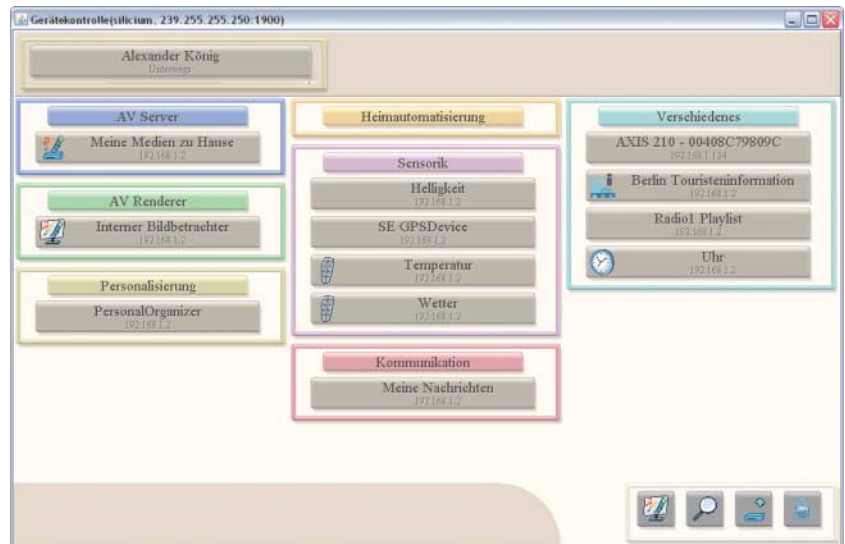 Gerätekontrolle(silicium, 239.255.255.250:1900)
Alexander König
Unterwegs
AV Server
Meine Medien zu Hause
192.168.1.2
AV Renderer
Interner Bildbetrachter
192.168.1.2
Personalisierung
PersonalOrganizer
192.168.1.2
Heimautomatisierung
Sensorik
Helligkeit
192.168.1.2
SE GPSDevice
192.168.1.2
Temperatur
192.168.1.2
Wetter
192.168.1.2
Kommunikation
Meine Nachrichten
192.168.1.2
Verschiedenes
AXIS 210 - 00408C79809C
192.168.1.134
Berlin Touristeninformation
192.168.1.2
Radio1 Playlist
192.168.1.2
Uhr
192.168.1.2